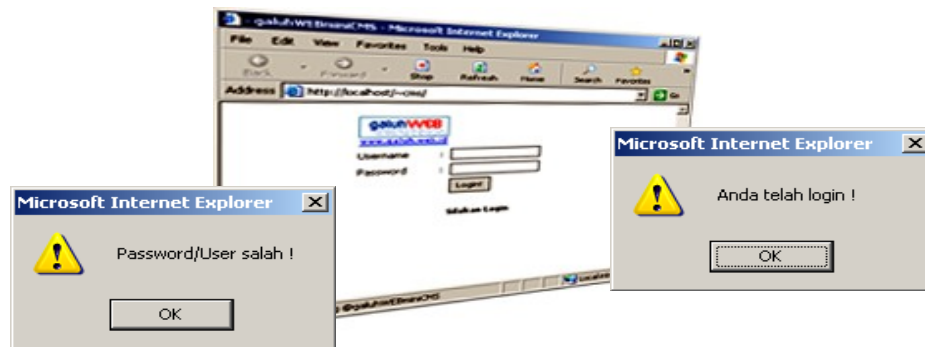 - galuhWEBminiCMS - Microsoft Internet Explorer
File Edit View Favorites Tools Help
Back Forward Stop Refresh Home Search Favorites
Address http://localhost/~cms/ Go
galuhWEB
Username :
Password :
Login!
Silahkan Login
@galuhWEBminiCMS
Microsoft Internet Explorer
Password/User salah !
OK
Microsoft Internet Explorer
Anda telah login !
OK